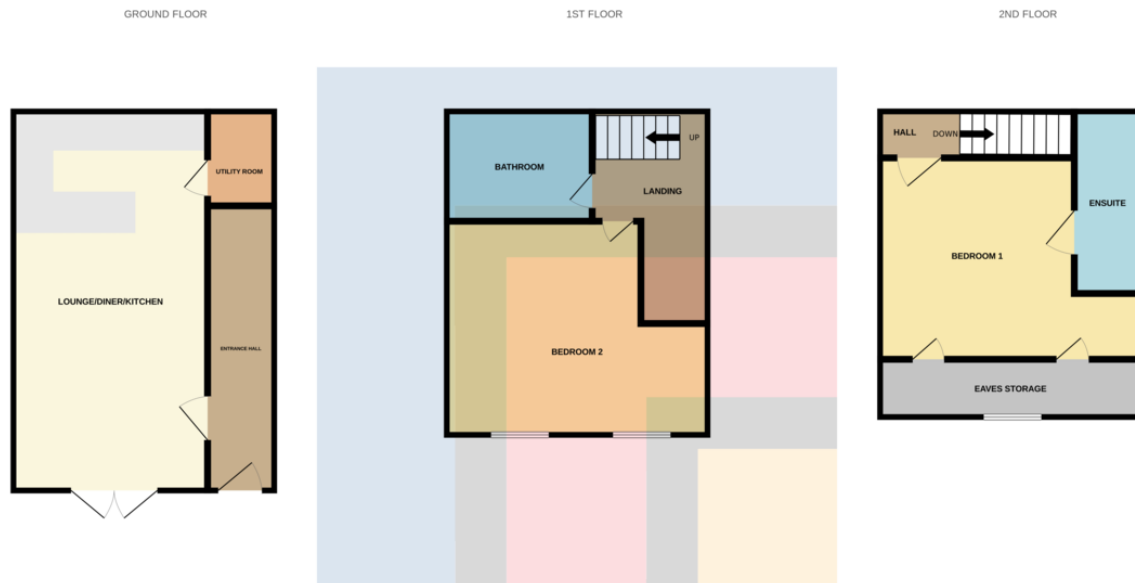 GROUND FLOOR
1ST FLOOR
2ND FLOOR
UTILITY ROOM
LOUNGE/DINER/KITCHEN
ENTRANCE HALL
BATHROOM
UP
LANDING
BEDROOM 2
HALL
DOWN
ENSUITE
BEDROOM 1
EAVES STORAGE